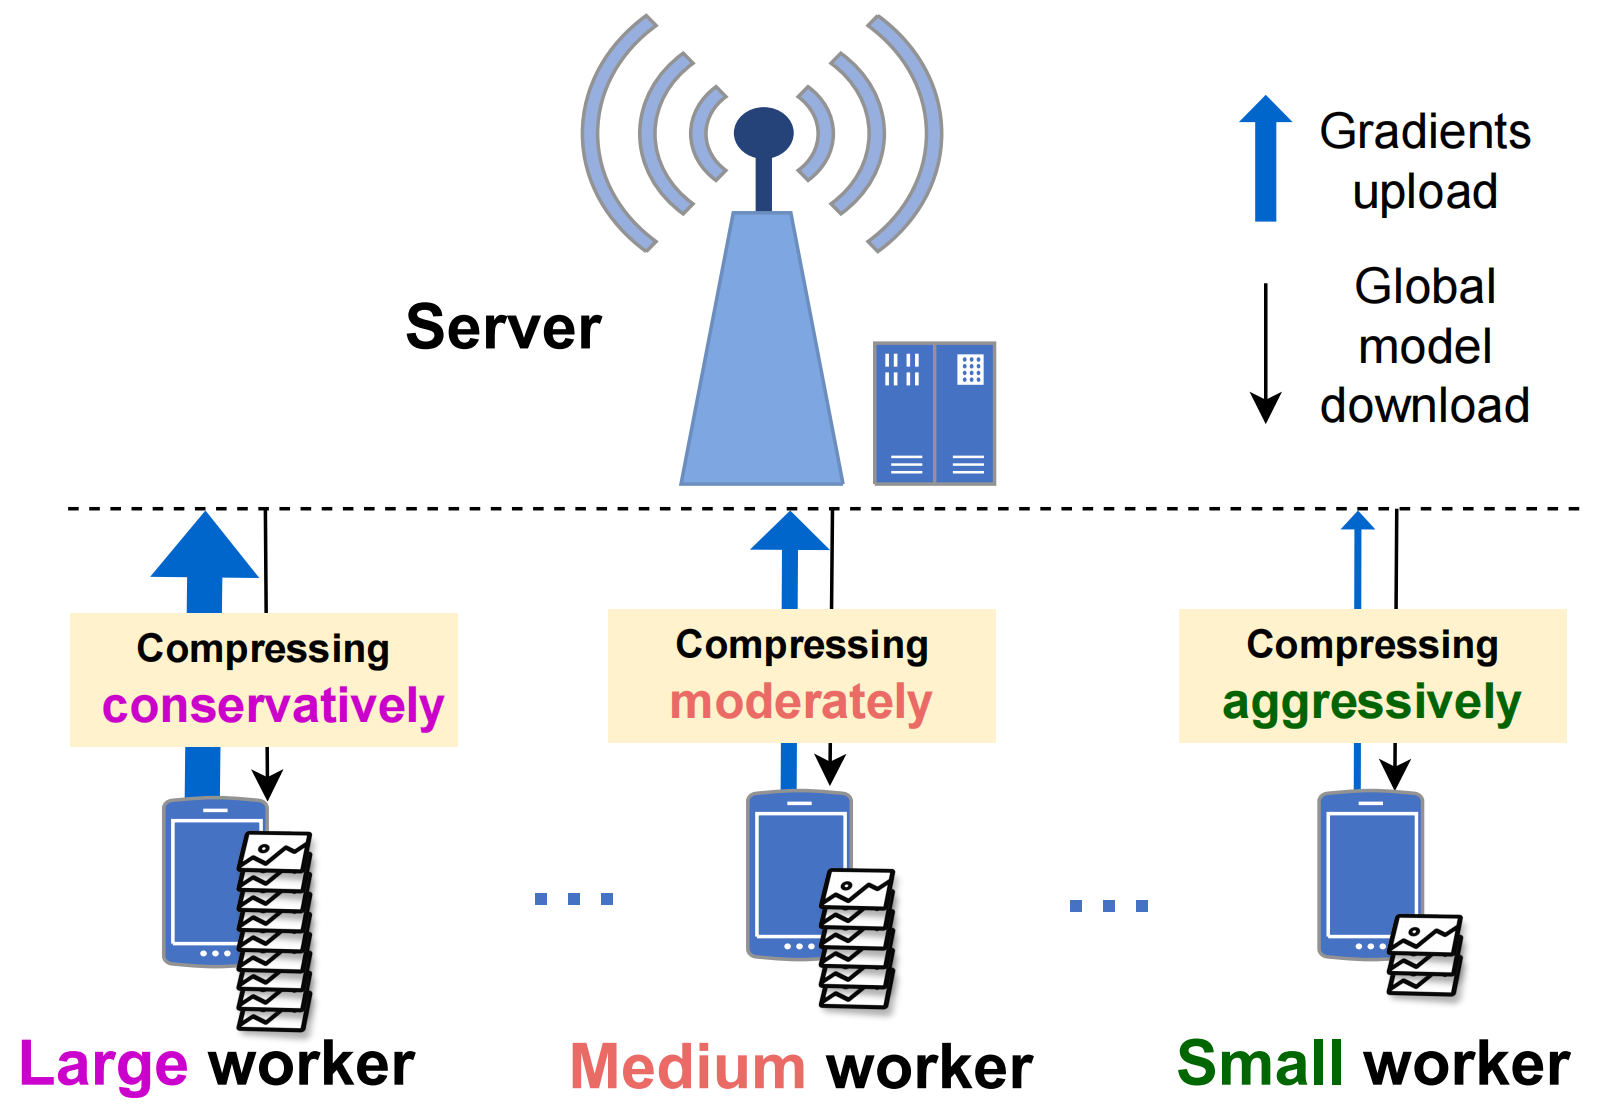 Gradients
upload
Global
model
download
Server
Compressing
conservatively
Compressing
moderately
Compressing
aggressively
Large worker
Medium worker
Small worker